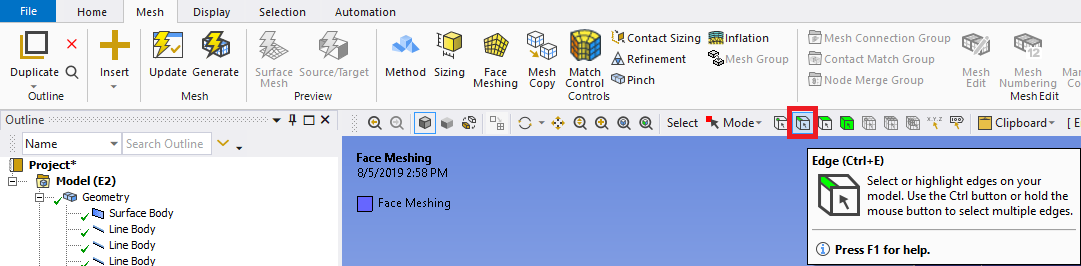 File Home Mesh Display Selection Automation
Duplicate
Outline
Insert
Update Generate
Mesh
Surface Mesh
Source/Target
Preview
Method Sizing Face Meshing Mesh Copy Match Control
Contact Sizing
Refinement
Pinch
Inflation
Mesh Group
Controls
Mesh Connection Group
Contact Match Group
Node Merge Group
Mesh Edit
Mesh Numbering
12
Mesh Edit
Outline
Select Mode
X,Y,Z
Clipboard
Name Search Outline
Project*
Model (E2)
Geometry
Surface Body
Line Body
Line Body
Line Body
Face Meshing
8/5/2019 2:58 PM
Face Meshing
Edge (Ctrl+E)
Select or highlight edges on your
model. Use the Ctrl button or hold the
mouse button to select multiple edges.
Press F1 for help.